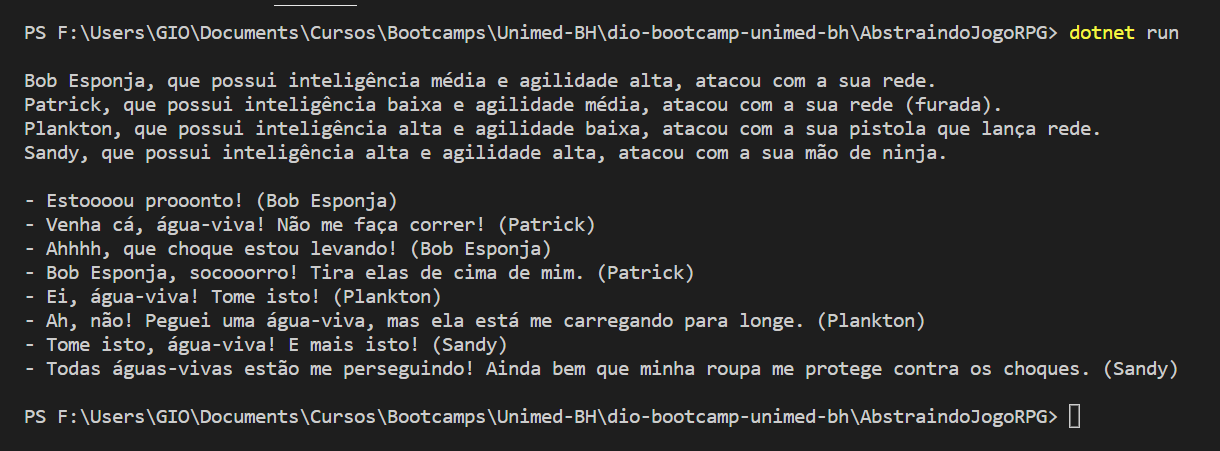 PS F:\Users\GIO\Documents\Cursos\Bootcamps\Unimed-BH\dio-bootcamp-unimed-bh\AbstraindoJogoRPG> dotnet run
Bob Esponja, que possui inteligência média e agilidade alta, atacou com a sua rede.
Patrick, que possui inteligência baixa e agilidade média, atacou com a sua rede (furada).
Plankton, que possui inteligência alta e agilidade baixa, atacou com a sua pistola que lança rede.
Sandy, que possui inteligência alta e agilidade alta, atacou com a sua mão de ninja.
- Estoooou prooonto! (Bob Esponja)
- Venha cá, água-viva! Não me faça correr! (Patrick)
- Ahhhh, que choque estou levando! (Bob Esponja)
- Bob Esponja, socooorro! Tira elas de cima de mim. (Patrick)
- Ei, água-viva! Tome isto! (Plankton)
- Ah, não! Peguei uma água-viva, mas ela está me carregando para longe. (Plankton)
- Tome isto, água-viva! E mais isto! (Sandy)
- Todas águas-vivas estão me perseguindo! Ainda bem que minha roupa me protege contra os choques. (Sandy)
PS F:\Users\GIO\Documents\Cursos\Bootcamps\Unimed-BH\dio-bootcamp-unimed-bh\AbstraindoJogoRPG>